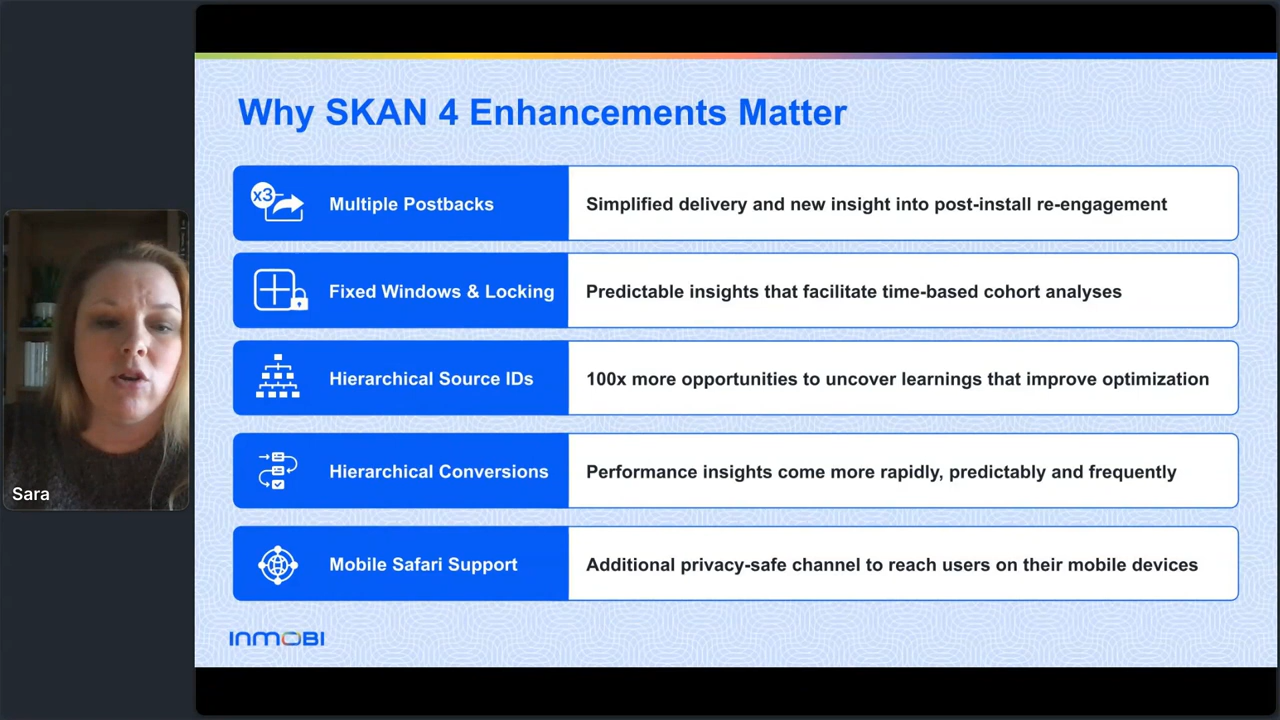 Why SKAN 4 Enhancements Matter
x3
Multiple Postbacks
Simplified delivery and new insight into post-install re-engagement
Fixed Windows & Locking
Predictable insights that facilitate time-based cohort analyses
Hierarchical Source IDs
100x more opportunities to uncover learnings that improve optimization
Hierarchical Conversions
Performance insights come more rapidly, predictably and frequently
Mobile Safari Support
Additional privacy-safe channel to reach users on their mobile devices
Sara
INMOBI